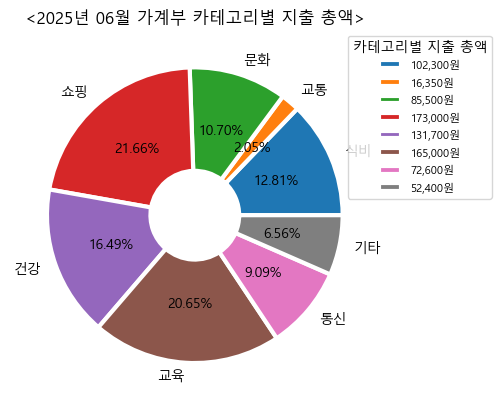 <2025년 06월 가계부 카테고리별 지출 총액>
카테고리별 지출 총액
102,300원
16,350원
85,500원
173,000원
131,700원
165,000원
72,600원
52,400원
문화
교통
쇼핑
식비
10.70%
2.05%
21.66%
12.81%
6.56%
16.49%
기타
건강
9.09%
20.65%
통신
교육